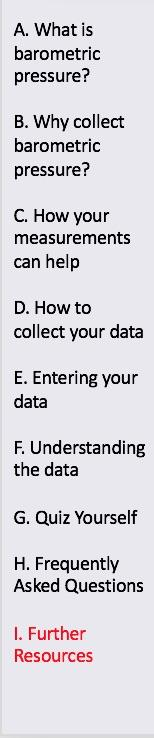 A. What is
barometric
pressure?
B. Why collect
barometric
pressure?
C. How your
measurements
can help
D. How to
collect your data
E. Entering your
data
F. Understanding
the data
G. Quiz Yourself
H. Frequently
Asked Questions
I. Further
Resources